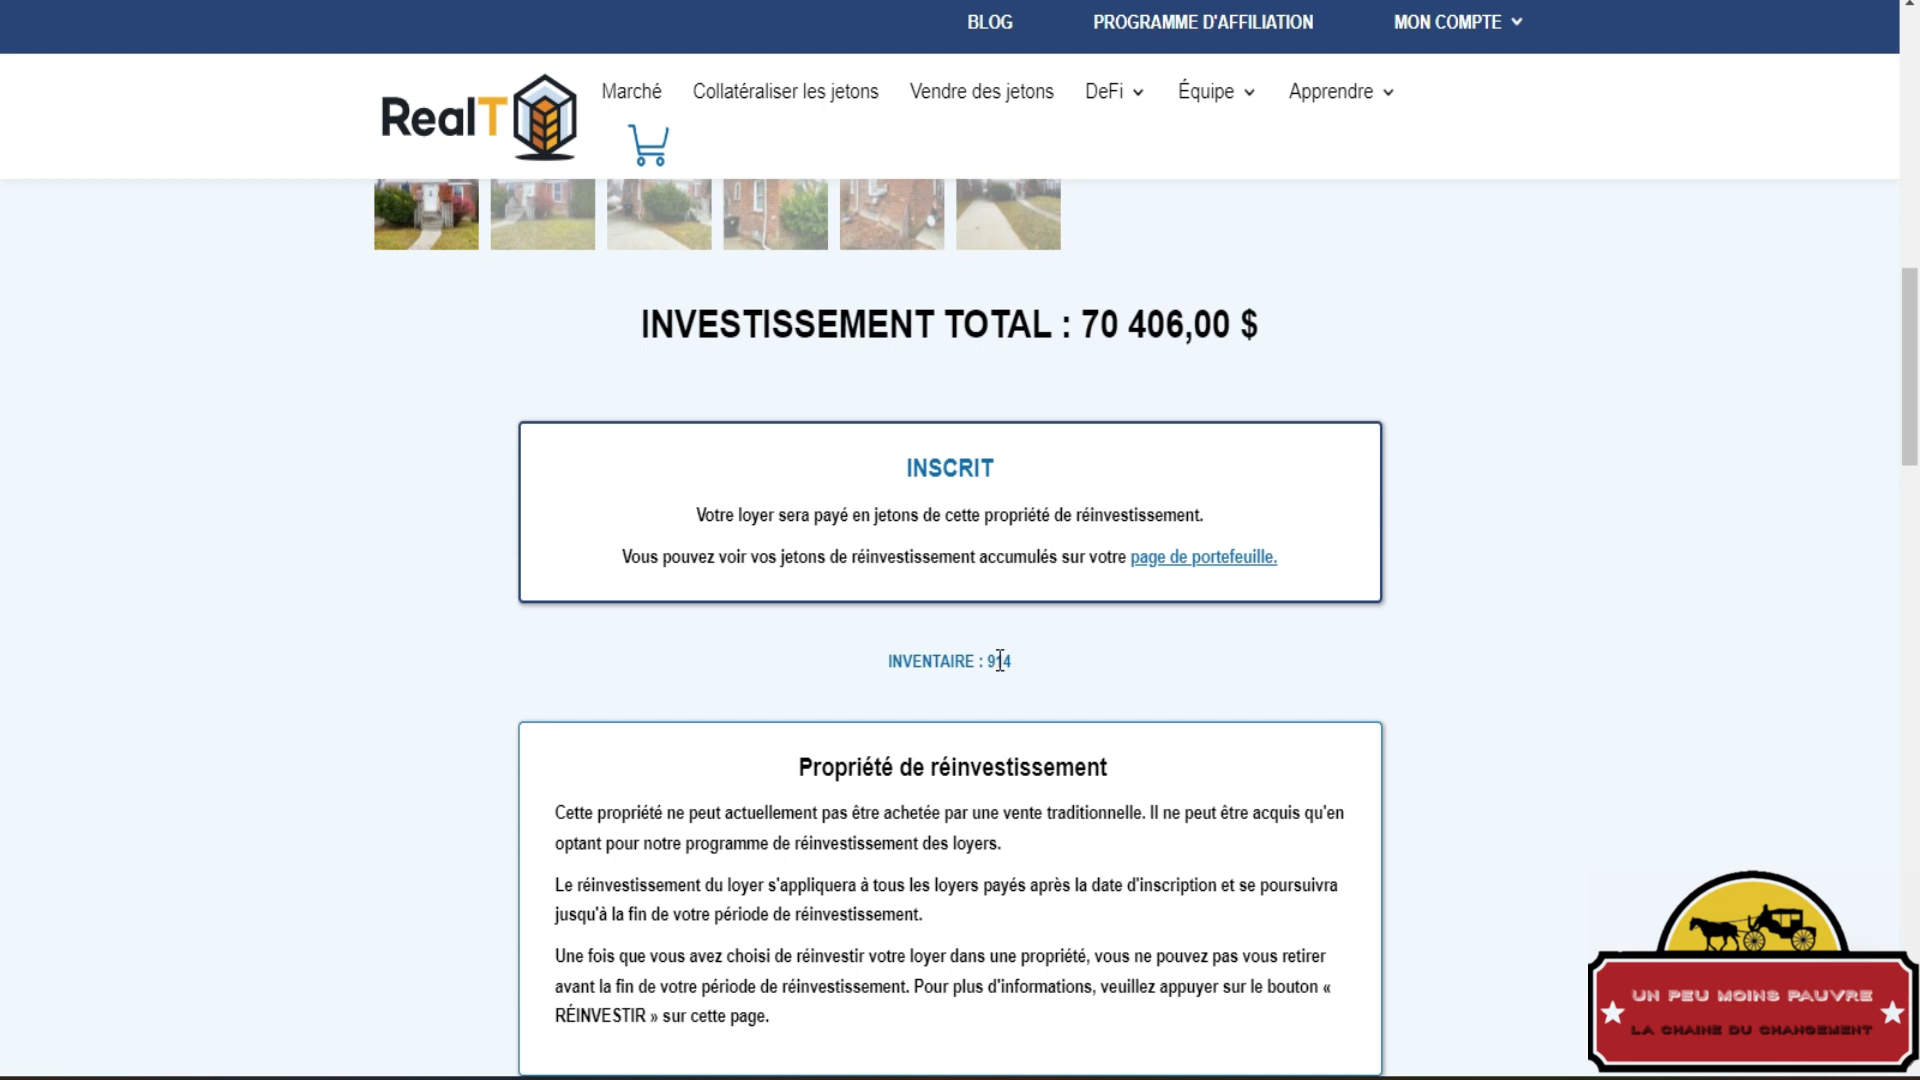 BLOG PROGRAMME D'AFFILIATION MON COMPTE
RealT
Marché Collatéraliser les jetons Vendre des jetons DeFi Équipe Apprendre
INVESTISSEMENT TOTAL : 70 406,00 $
INSCRIT
Votre loyer sera payé en jetons de cette propriété de réinvestissement.
Vous pouvez voir vos jetons de réinvestissement accumulés sur votre page de portefeuille.
INVENTAIRE : 914
Propriété de réinvestissement
Cette propriété ne peut actuellement pas être achetée par une vente traditionnelle. Il ne peut être acquis qu'en
optant pour notre programme de réinvestissement des loyers.
Le réinvestissement du loyer s'appliquera à tous les loyers payés après la date d'inscription et se poursuivra
jusqu'à la fin de votre période de réinvestissement.
Une fois que vous avez choisi de réinvestir votre loyer dans une propriété, vous ne pouvez pas vous retirer
avant la fin de votre période de réinvestissement. Pour plus d'informations, veuillez appuyer sur le bouton «
RÉINVESTIR » sur cette page.
UN PEU MOINS PAUVRE
LA CHAINE DU CHANGEMENT